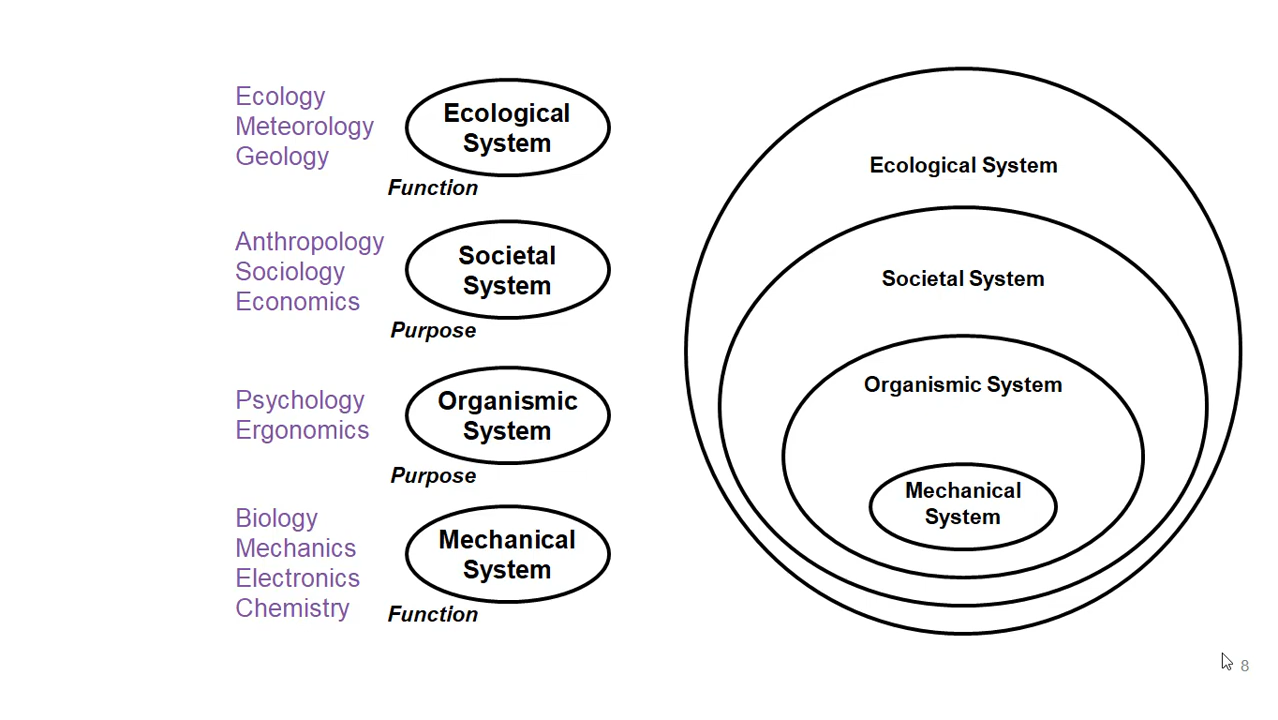 Ecology
Meteorology
Geology
Ecological
System
Function
Anthropology
Sociology
Economics
Societal
System
Purpose
Psychology
Ergonomics
Organismic
System
Purpose
Biology
Mechanics
Electronics
Chemistry
Mechanical
System
Function
Ecological System
Societal System
Organismic System
Mechanical
System
8